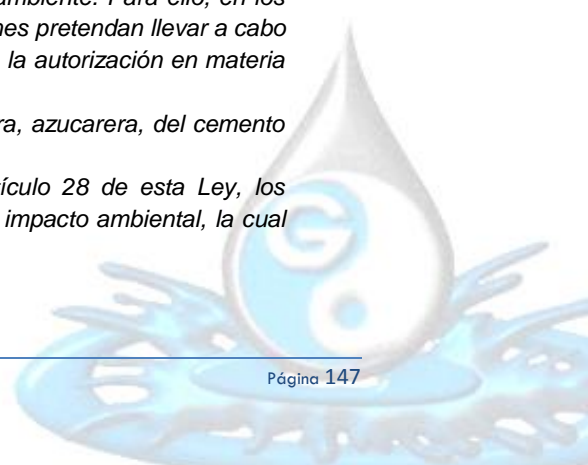 ambiente. Para ello, en los
nes pretendan llevar a cabo
la autorización en materia
ra, azucarera, del cemento
ículo 28 de esta Ley, los
impacto ambiental, la cual
G
Página 147